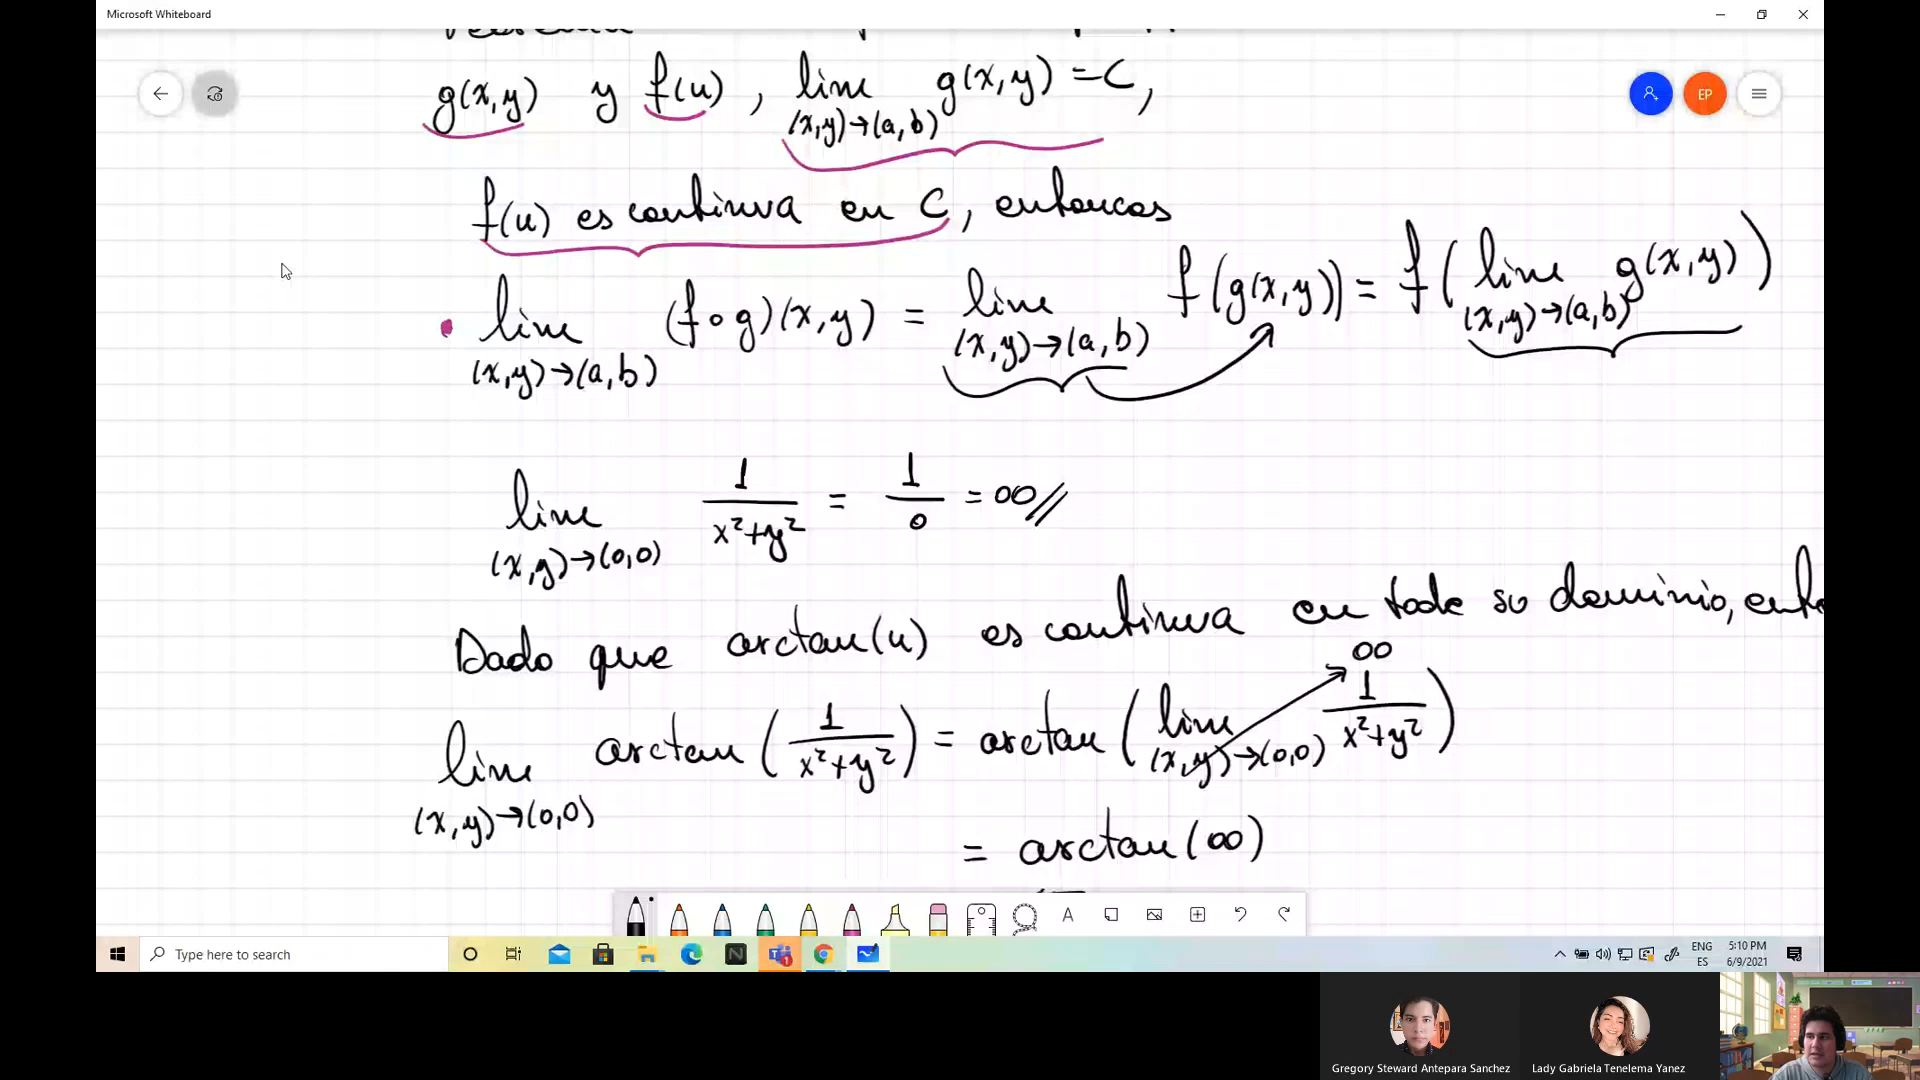 Microsoft Whiteboard
g(x,y) y f(u), lim g(x,y) = C,
(x,y)→(a,b)
f(u) es continua en C, entonces
lim (f∘g)(x,y) = lim f(g(x,y)) = f(lim g(x,y))
(x,y)→(a,b) (x,y)→(a,b) (x,y)→(a,b)
lim 1/(x²+y²) = 1/0 = ∞//
(x,y)→(0,0)
Dado que arctan(u) es continua en todo su dominio,
∞
lim arctan(1/(x²+y²)) = arctan(lim 1/(x²+y²))
(x,y)→(0,0) (x,y)→(0,0)
= arctan(∞)
EP
A
Type here to search
ENG
ES
5:10 PM
6/9/2021
Gregory Steward Antepara Sanchez
Lady Gabriela Tenelema Yanez